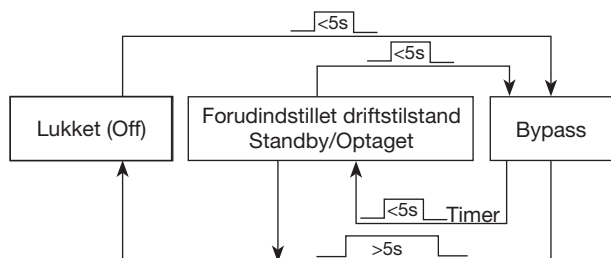 <5s
<5s
Lukket (Off)
Forudindstillet driftstilstand
Standby/Optaget
Bypass
<5s
Timer
>5s